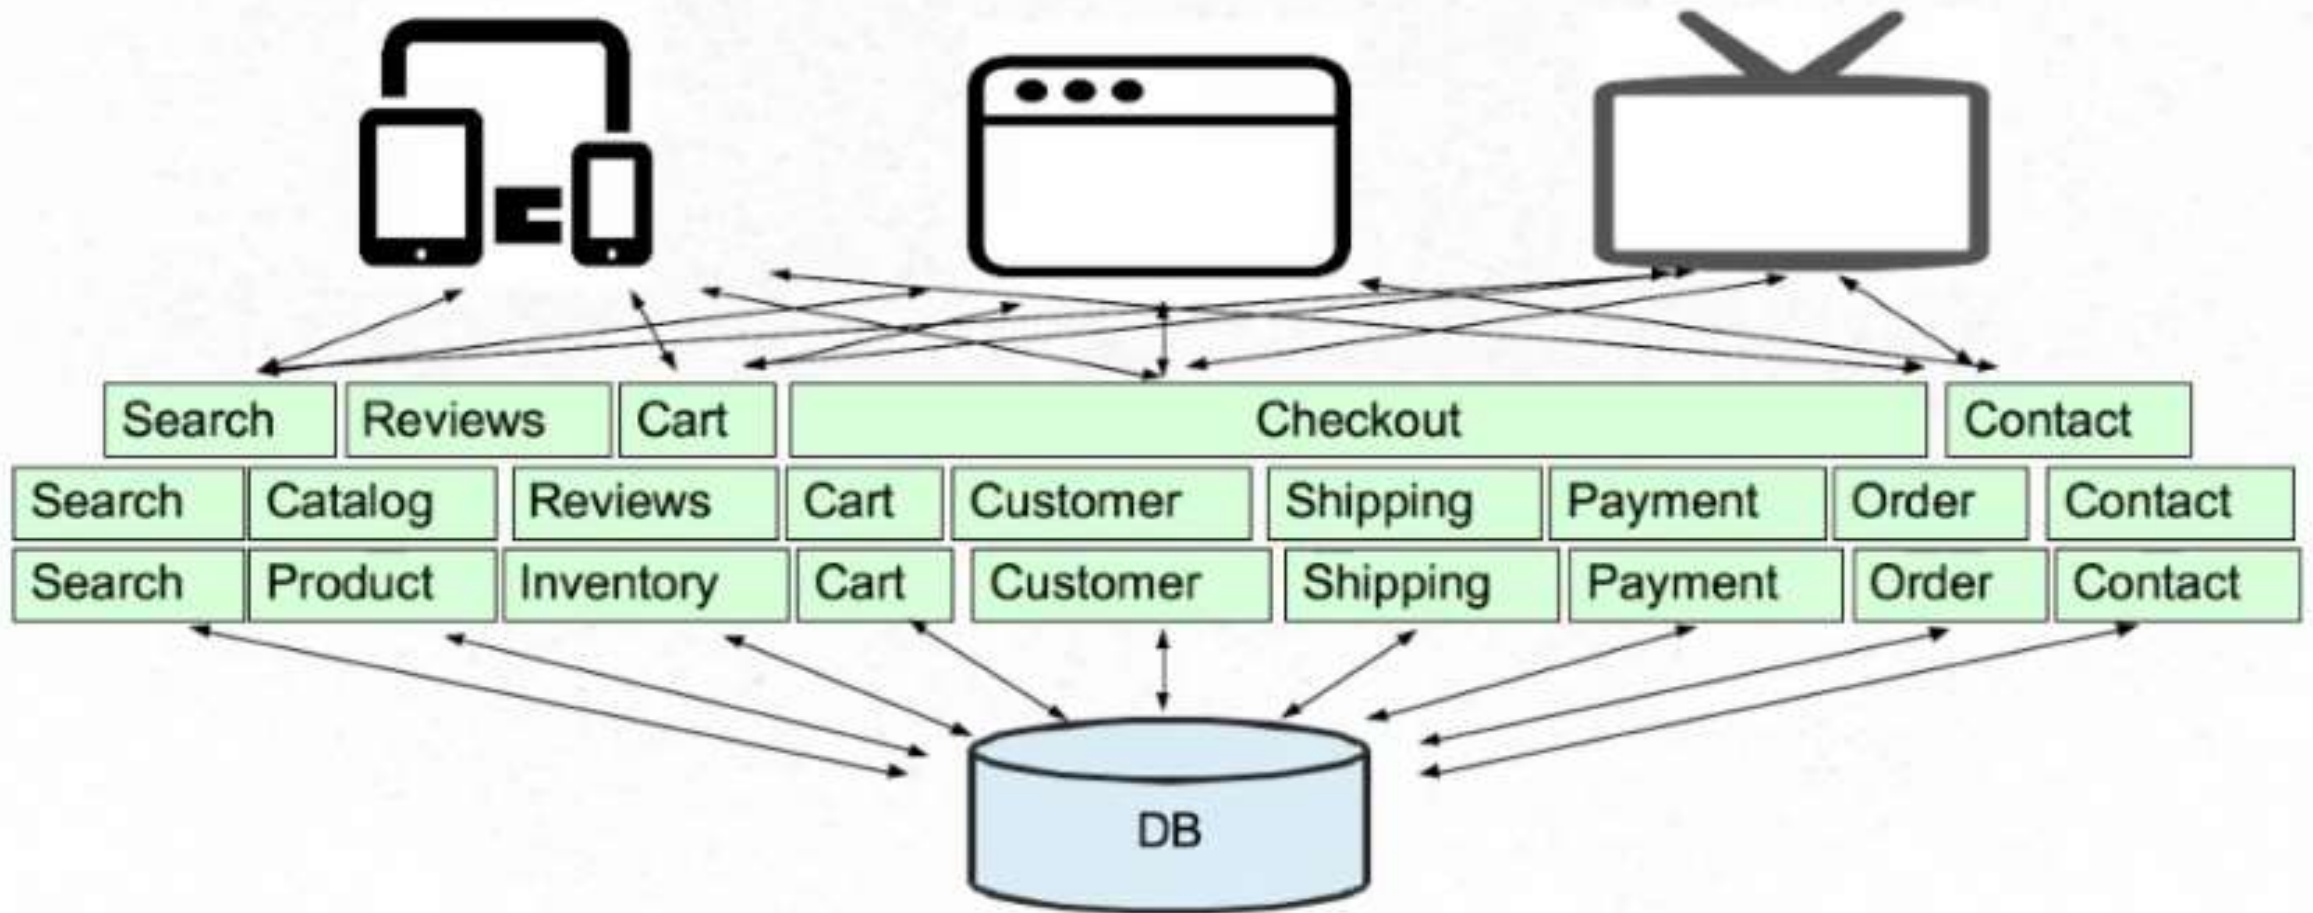 Search Reviews Cart Checkout Contact
Search Catalog Reviews Cart Customer Shipping Payment Order Contact
Search Product Inventory Cart Customer Shipping Payment Order Contact
DB